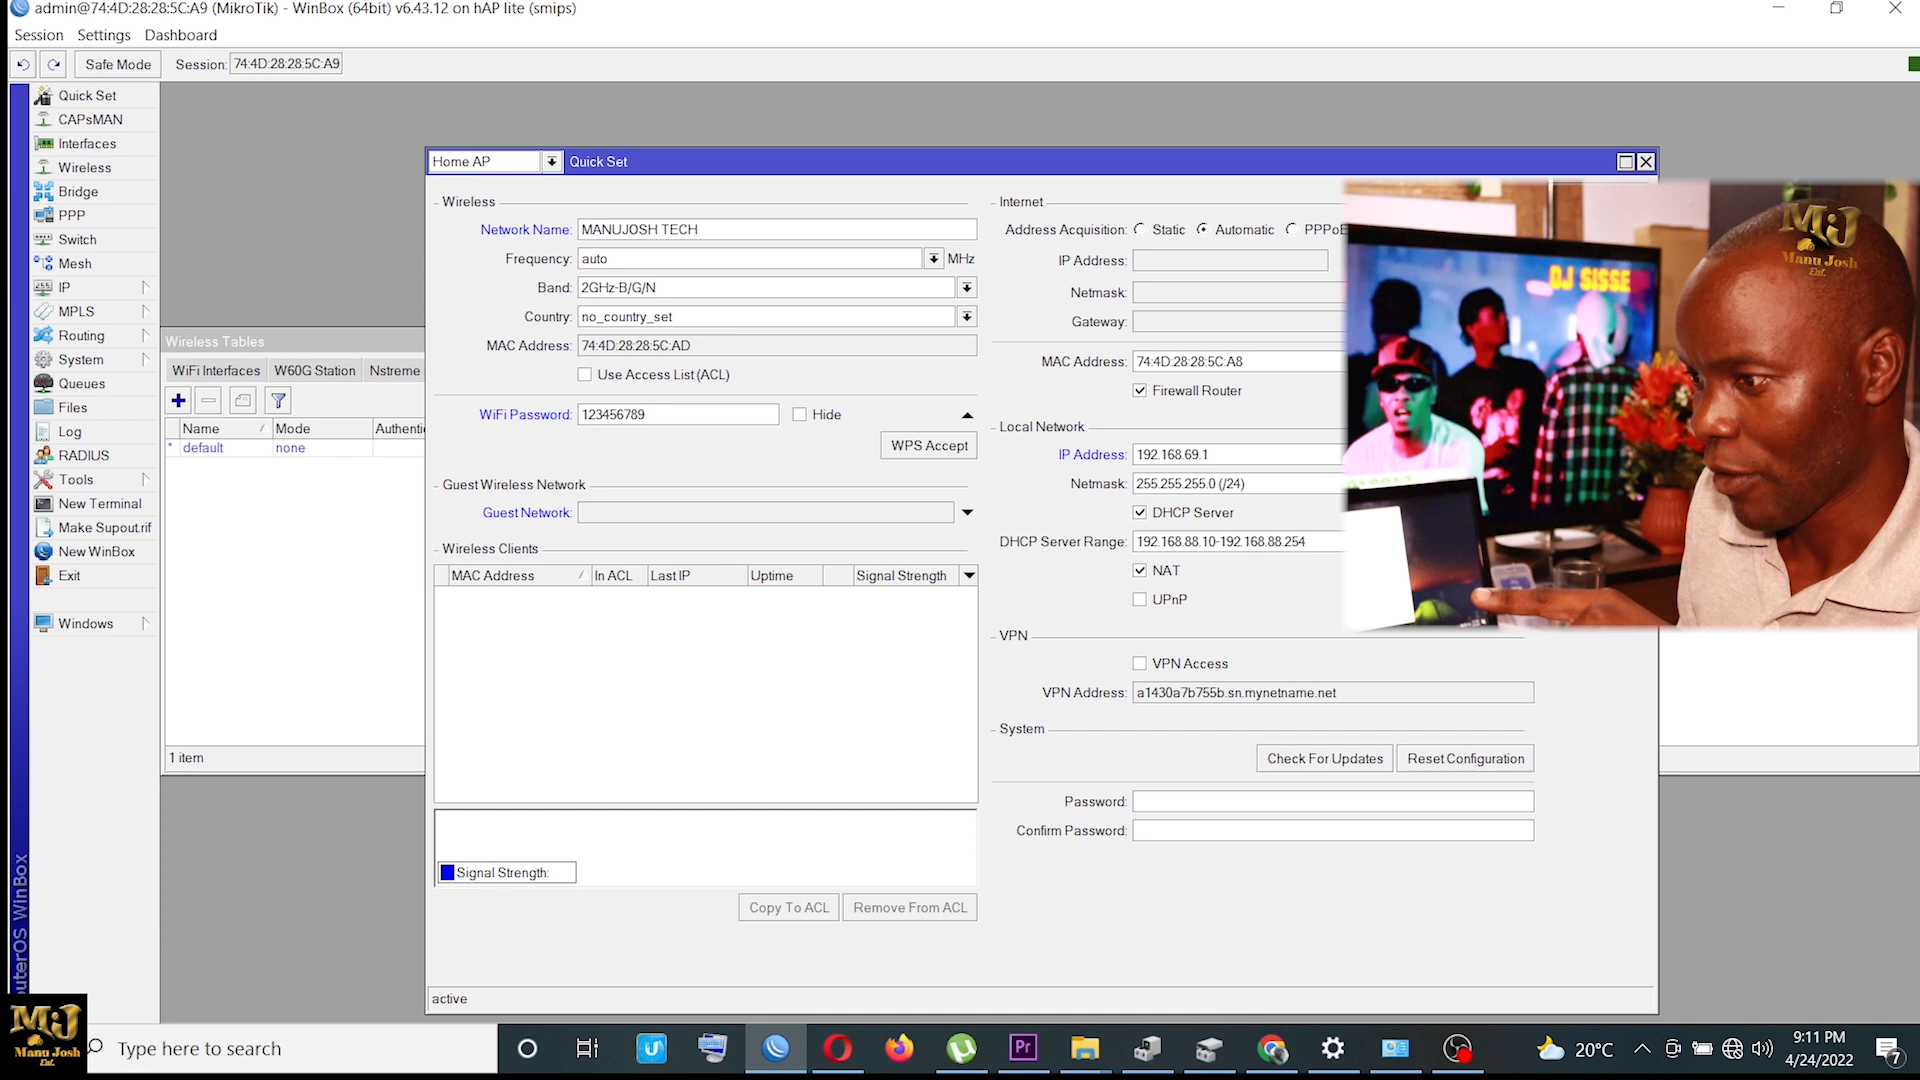 admin@74:4D:28:28:5C:A9 (MikroTik) - WinBox (64bit) v6.43.12 on hAP lite (smips)
Session Settings Dashboard
Safe Mode Session: 74:4D:28:28:5C:A9
Quick Set
CAPsMAN
Interfaces
Wireless
Bridge
PPP
Switch
Mesh
IP
MPLS
Routing
System
Queues
Files
Log
RADIUS
Tools
New Terminal
Make Supout.rif
New WinBox
Exit
Windows
uterOS WinBox
Wireless Tables
WiFi Interfaces W60G Station Nstreme
Name Mode Authenti
* default none
1 item
Home AP Quick Set
Wireless
Network Name: MANUJOSH TECH
Frequency: auto MHz
Band: 2GHz-B/G/N
Country: no_country_set
MAC Address: 74:4D:28:28:5C:AD
Use Access List (ACL)
WiFi Password: 123456789 Hide
WPS Accept
Guest Wireless Network
Guest Network:
Wireless Clients
MAC Address In ACL Last IP Uptime Signal Strength
Signal Strength:
Copy To ACL Remove From ACL
active
Internet
Address Acquisition: Static Automatic PPPoE
IP Address:
Netmask:
Gateway:
MAC Address: 74:4D:28:28:5C:A8
Firewall Router
Local Network
IP Address: 192.168.69.1
Netmask: 255.255.255.0 (/24)
DHCP Server
DHCP Server Range: 192.168.88.10-192.168.88.254
NAT
UPnP
VPN
VPN Access
VPN Address: a1430a7b755b.sn.mynetname.net
System
Check For Updates Reset Configuration
Password:
Confirm Password:
DJ SISSE
MJ
Manu Josh
Ent.
MJ
Manu Josh
Ent.
Type here to search
Pr
20°C
9:11 PM
4/24/2022
7